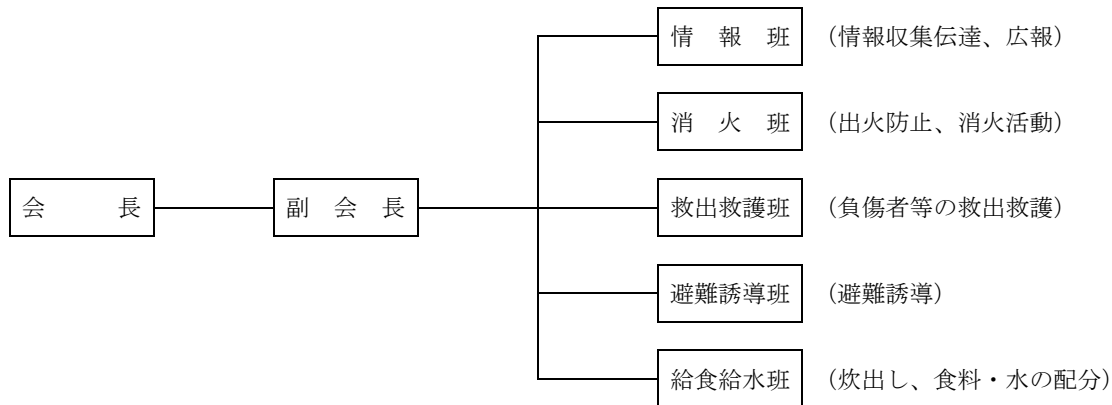 情　報　班　（情報収集伝達、広報）
消　火　班　（出火防止、消火活動）
会　　　長　副　会　長　救出救護班　（負傷者等の救出救護）
避難誘導班　（避難誘導）
給食給水班　（炊出し、食料・水の配分）